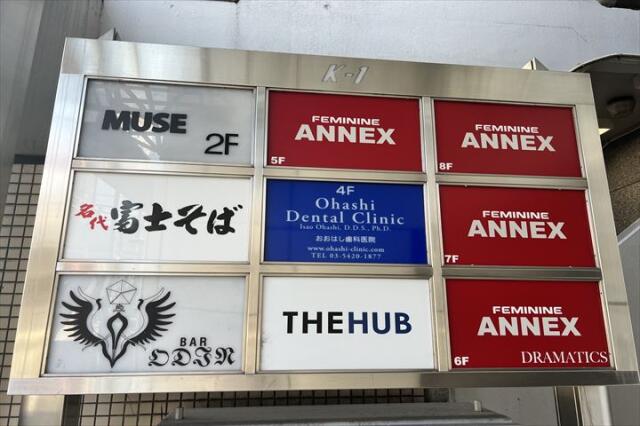 K-1
MUSE
2F
FEMININE
ANNEX
5F
FEMININE
ANNEX
8F
名代 富士そば
4F
Ohashi
Dental Clinic
Isao Ohashi, D.D.S., Ph.D.
おおはし歯科医院
www.ohashi-clinic.com
TEL 03-5420-1877
FEMININE
ANNEX
7F
BAR
ODIN
THEHUB
FEMININE
ANNEX
6F
DRAMATICS